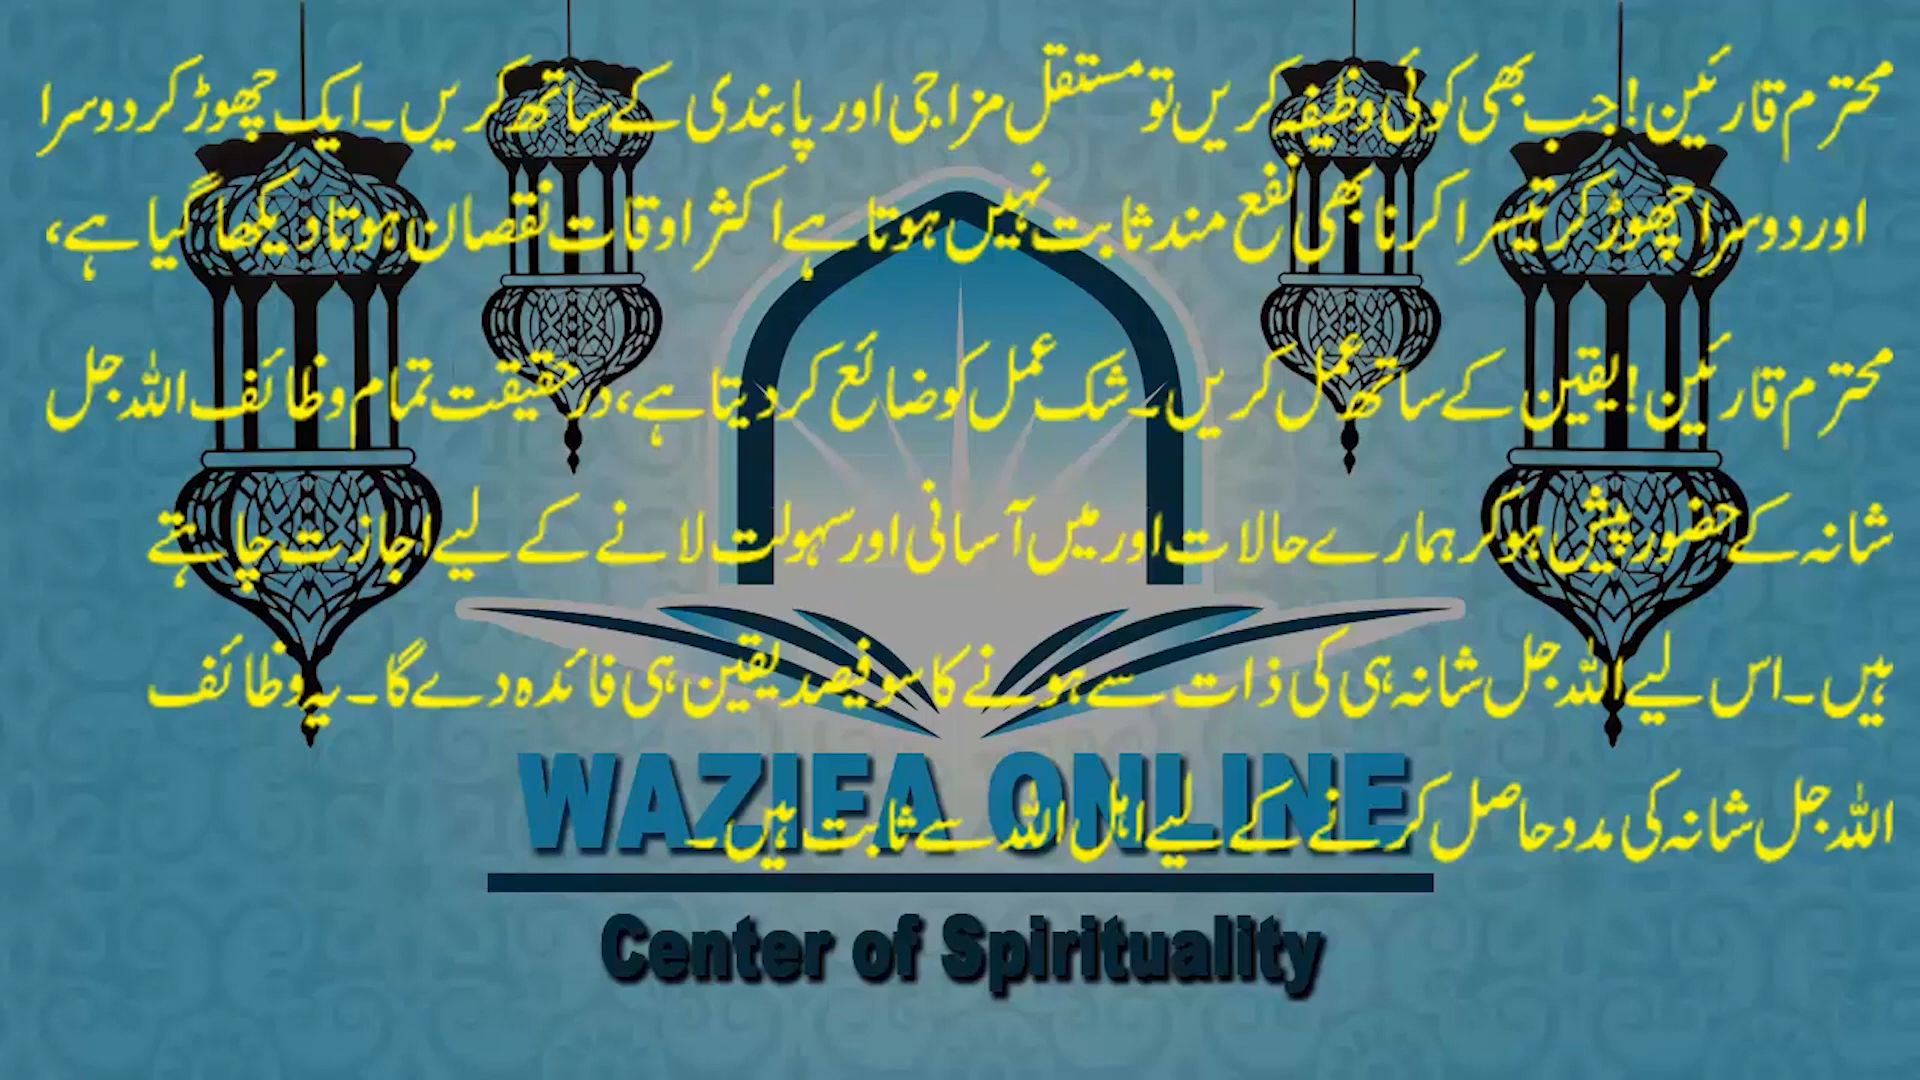 محترم قارئین! جب بھی کوئی وظیفہ کریں تو مستقل مزاجی اور پابندی کے ساتھ کریں۔ ایک چھوڑ کر دوسرا
اور دوسرا چھوڑ کر تیسرا کرنا بھی نفع مند ثابت نہیں ہوتا ہے اکثر اوقات نقصان ہوتا دیکھا گیا ہے،
محترم قارئین! یقین کے ساتھ عمل کریں۔ شک عمل کو ضائع کر دیتا ہے، در حقیقت تمام وظائف اللہ جل
شانہ کے حضور پیش ہو کر ہمارے حالات اور میں آسانی اور سہولت لانے کے لیے اجازت چاہتے
ہیں۔ اس لیے اللہ جل شانہ ہی کی ذات سے ہونے کا سو فیصد یقین ہی فائدہ دے گا۔ یہ وظائف
اللہ جل شانہ کی مدد حاصل کرنے کے لیے اہل اللہ سے ثابت ہیں۔
WAZIFA ONLINE
Center of Spirituality